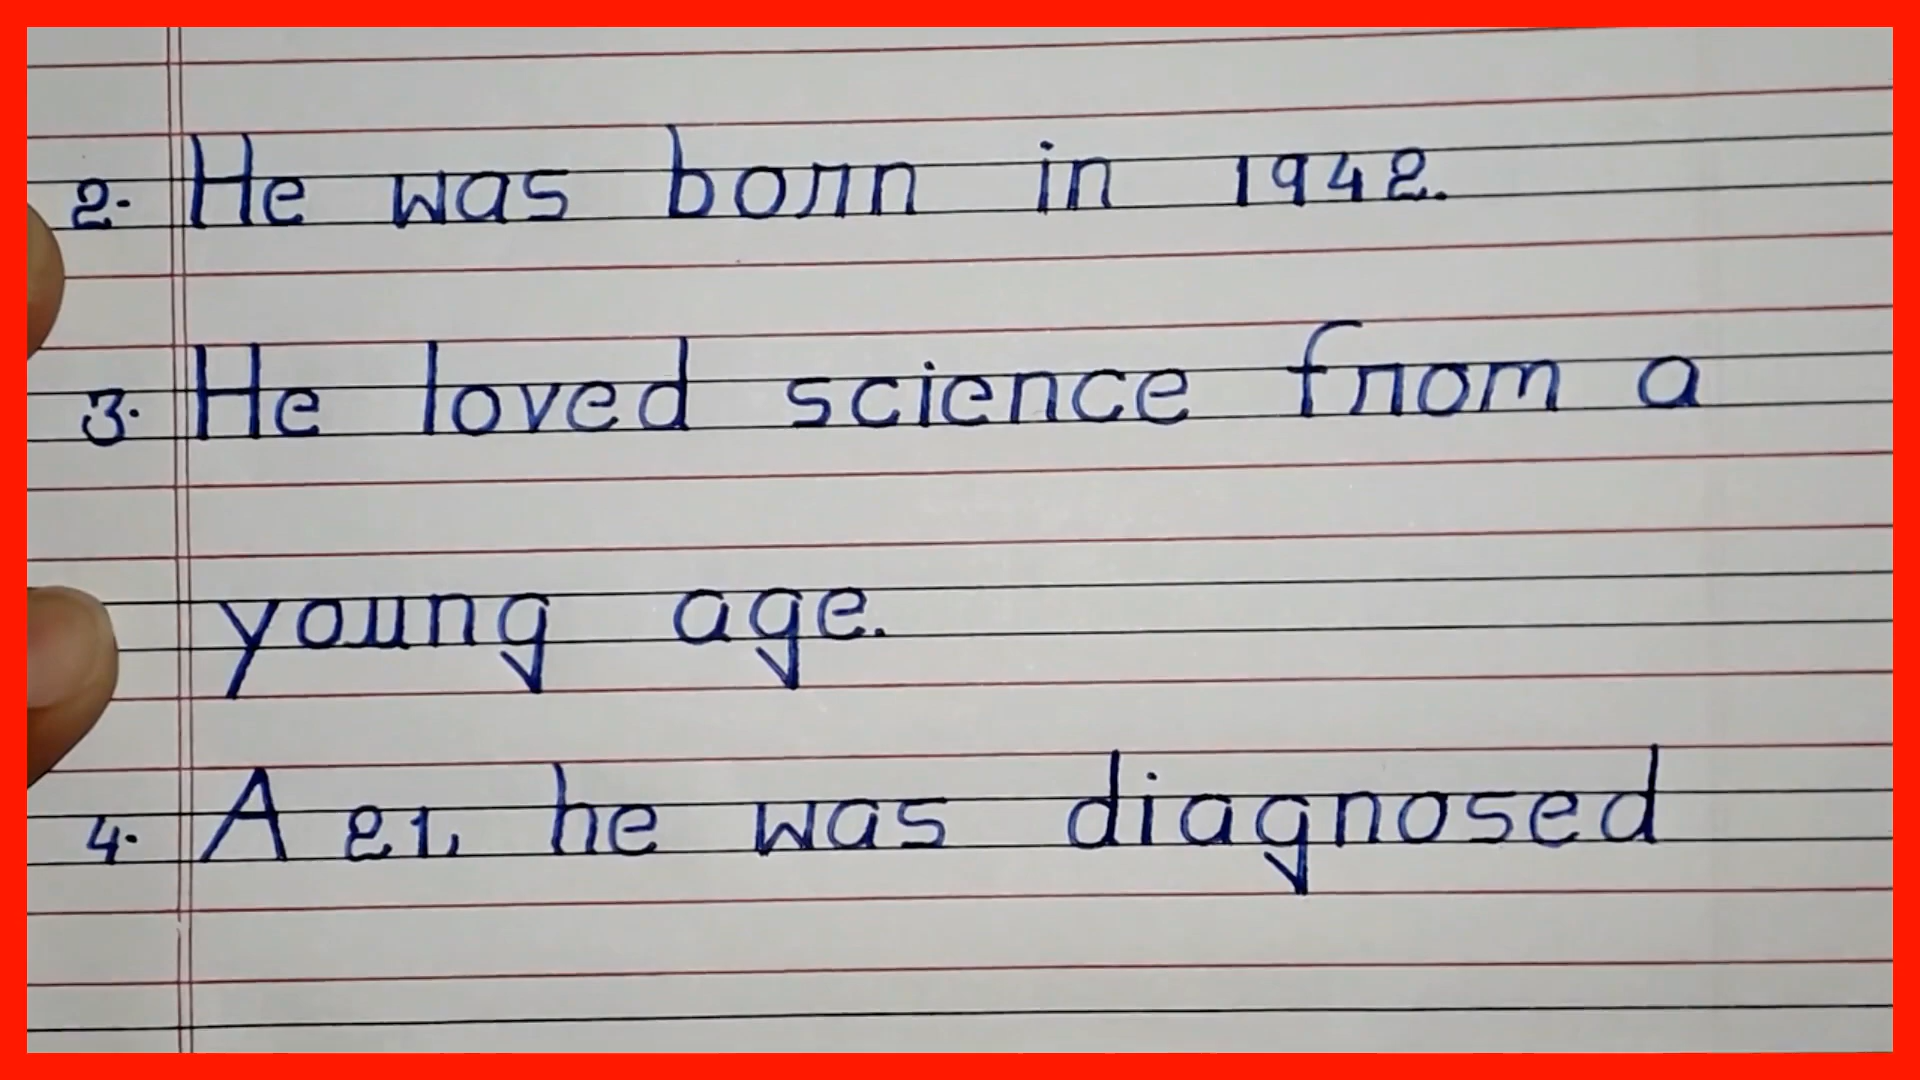 2. He was born in 1942.
3. He loved science from a
young age.
4. A 21, he was diagnosed